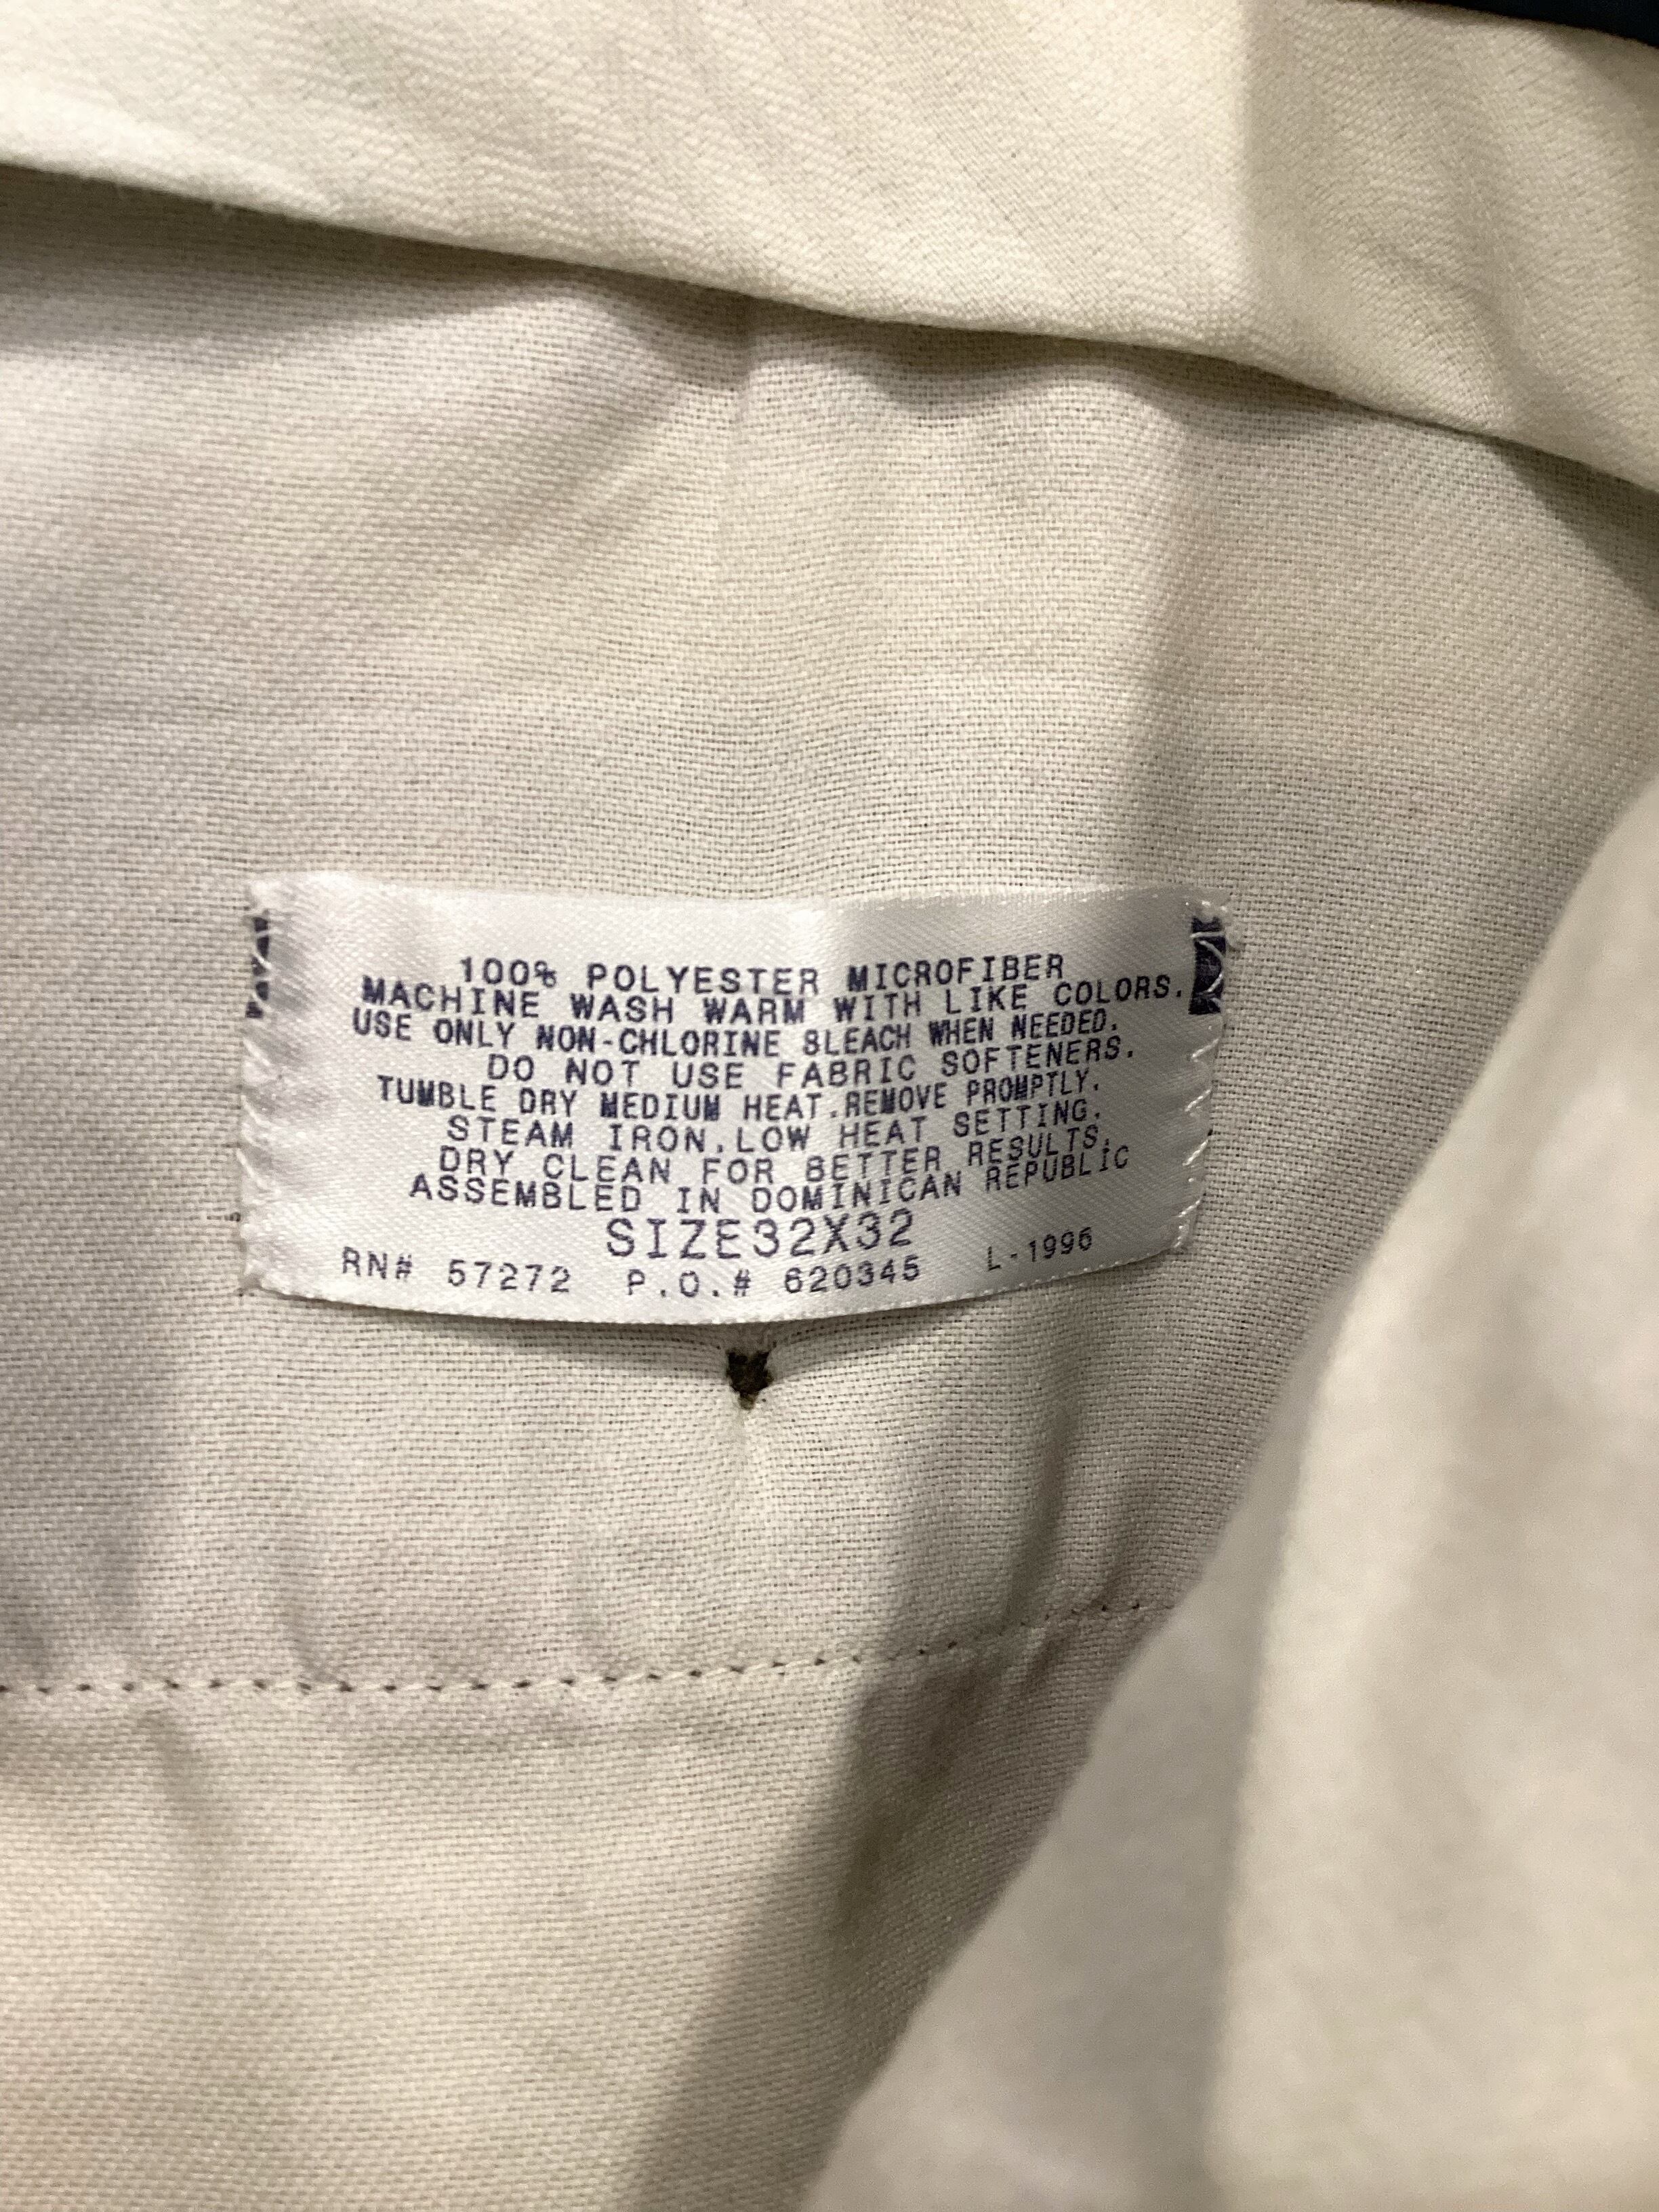 100% POLYESTER MICROFIBER
MACHINE WASH WARM WITH LIKE COLORS.
USE ONLY NON-CHLORINE BLEACH WHEN NEEDED.
DO NOT USE FABRIC SOFTENERS.
TUMBLE DRY MEDIUM HEAT.REMOVE PROMPTLY.
STEAM IRON,LOW HEAT SETTING.
DRY CLEAN FOR BETTER RESULTS.
ASSEMBLED IN DOMINICAN REPUBLIC
SIZE32X32
RN# 57272 P.O.# 620345 L-1996